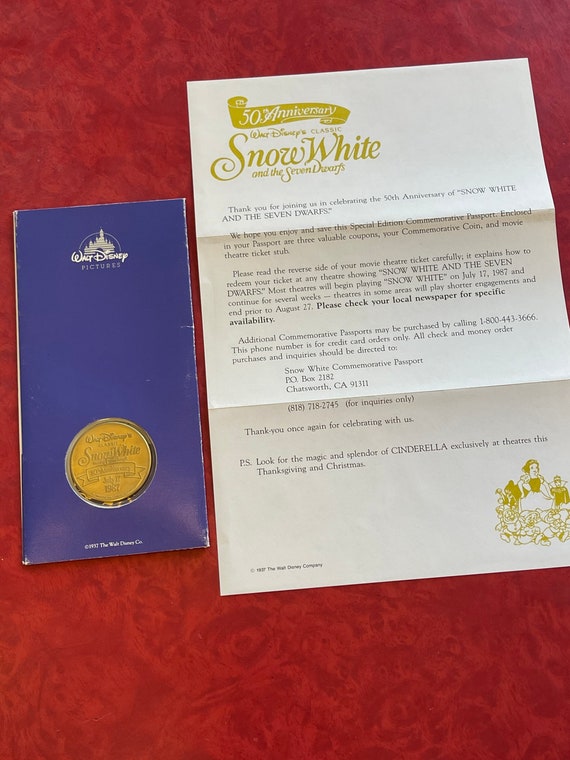 WALT DISNEY
PICTURES
WALT DISNEY'S
CLASSIC
Snow White
50TH ANNIVERSARY
July 17
1987
©1937 The Walt Disney Co.
50th Anniversary
WALT DISNEY'S CLASSIC
Snow White
and the Seven Dwarfs
Thank you for joining us in celebrating the 50th Anniversary of "SNOW WHITE
AND THE SEVEN DWARFS."
We hope you enjoy and save this Special Edition Commemorative Passport. Enclosed
in your Passport are three valuable coupons, your Commemorative Coin, and movie
theatre ticket stub.
Please read the reverse side of your movie theatre ticket carefully; it explains how to
redeem your ticket at any theatre showing "SNOW WHITE AND THE SEVEN
DWARFS." Most theatres will begin playing "SNOW WHITE" on July 17, 1987 and
continue for several weeks – theatres in some areas will play shorter engagements and
end prior to August 27. Please check your local newspaper for specific
availability.
Additional Commemorative Passports may be purchased by calling 1-800-443-3666.
This phone number is for credit card orders only. All check and money order
purchases and inquiries should be directed to:
Snow White Commemorative Passport
P.O. Box 2182
Chatsworth, CA 91311
(818) 718-2745 (for inquiries only)
Thank-you once again for celebrating with us.
P.S. Look for the magic and splendor of CINDERELLA exclusively at theatres this
Thanksgiving and Christmas.
© 1937 The Walt Disney Company